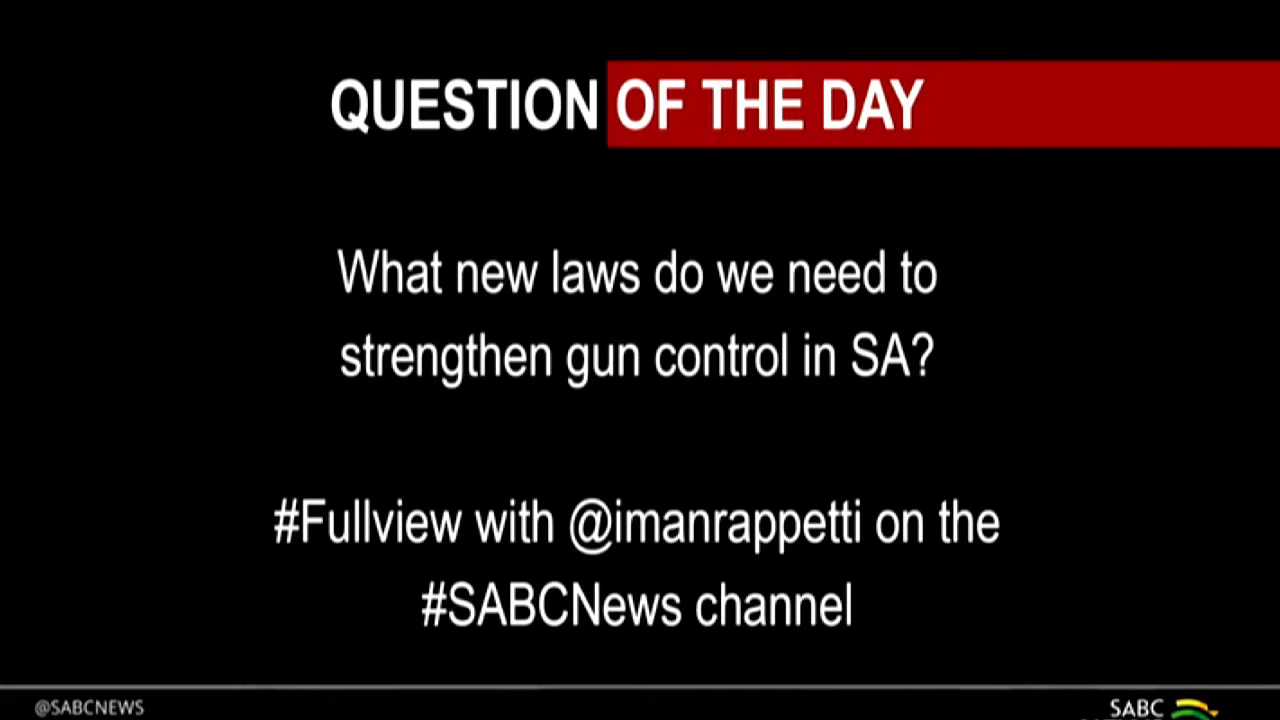 QUESTION OF THE DAY
What new laws do we need to
strengthen gun control in SA?
#Fullview with @imanrappetti on the
#SABCNews channel
@SABCNEWS
SABC